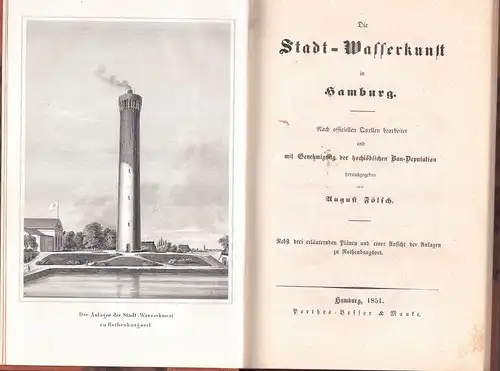 Die Anlagen der Stadt-Wasserkunst
zu Rothenburgsort
Die
Stadt-Wasserkunst
in
Hamburg.
Nach officiellen Quellen bearbeitet
und
mit Genehmigung der hochlöblichen Bau-Deputation
herausgegeben
von
August Fölsch.
Nebst drei erläuternden Plänen und einer Ansicht der Anlagen
zu Rothenburgsort.
Hamburg, 1851.
Perthes-Besser & Mauke.